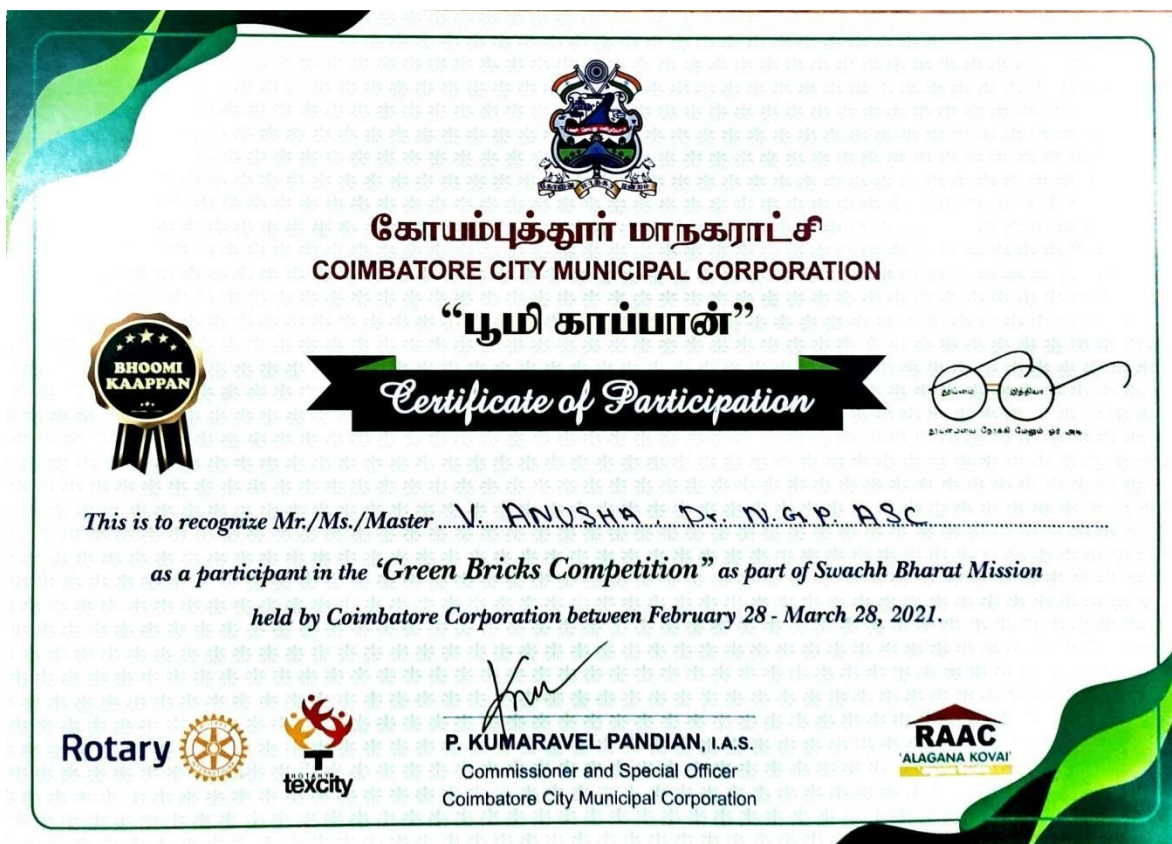 கோயம்புத்தூர் மாநகராட்சி
COIMBATORE CITY MUNICIPAL CORPORATION
“பூமி காப்பான்”
BHOOMI
KAAPPAN
Certificate of Participation
தூய்மை இந்தியா
தூய்மையை நோக்கி மேலும் ஓர் அடி
This is to recognize Mr./Ms./Master V. ANUSHA. Dr. N.G.P. ASC
as a participant in the ‘Green Bricks Competition” as part of Swachh Bharat Mission
held by Coimbatore Corporation between February 28 - March 28, 2021.
Rotary
texcity
P. KUMARAVEL PANDIAN, I.A.S.
Commissioner and Special Officer
Coimbatore City Municipal Corporation
RAAC
'ALAGANA KOVAI'